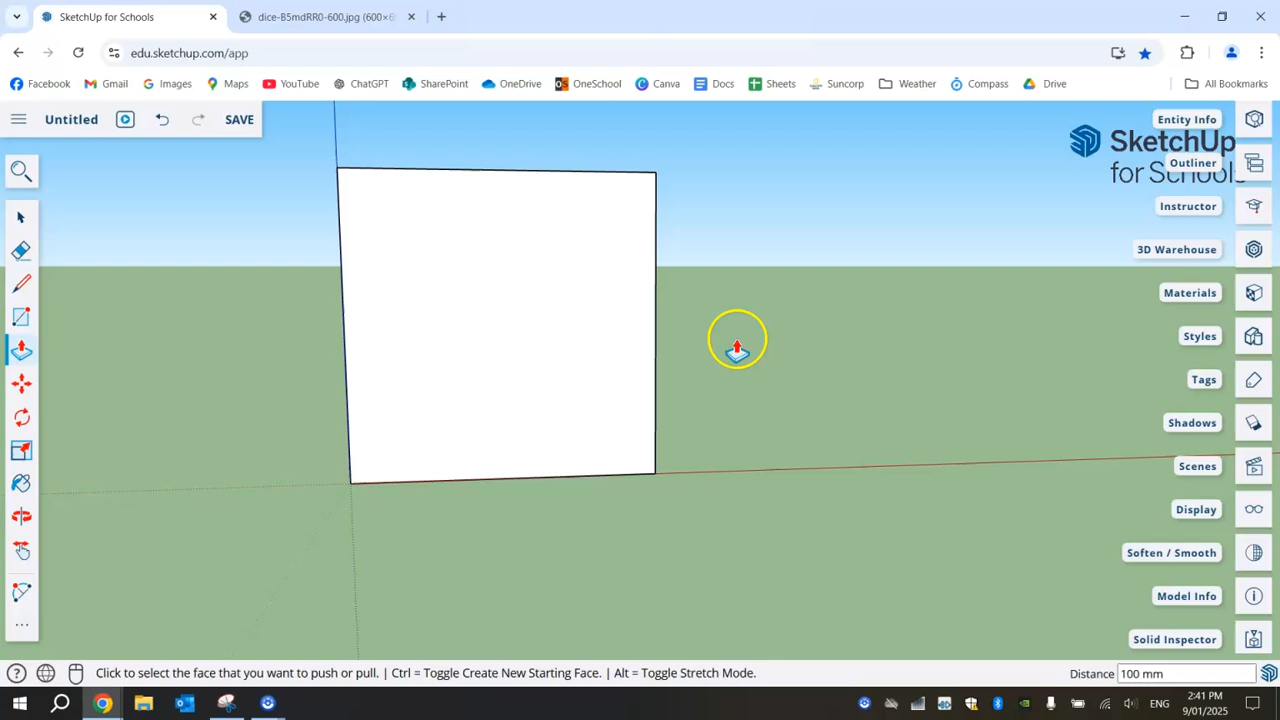 SketchUp for Schools
dice-B5mdRR0-600.jpg (600×6
edu.sketchup.com/app
Facebook
Gmail
Images
Maps
YouTube
ChatGPT
SharePoint
OneDrive
OneSchool
Canva
Docs
Sheets
Suncorp
Weather
Compass
Drive
All Bookmarks
Untitled
SAVE
SketchUp
for Schools
Entity Info
Outliner
Instructor
3D Warehouse
Materials
Styles
Tags
Shadows
Scenes
Display
Soften / Smooth
Model Info
Solid Inspector
Click to select the face that you want to push or pull. | Ctrl = Toggle Create New Starting Face. | Alt = Toggle Stretch Mode.
Distance 100 mm
ENG
2:41 PM
9/01/2025